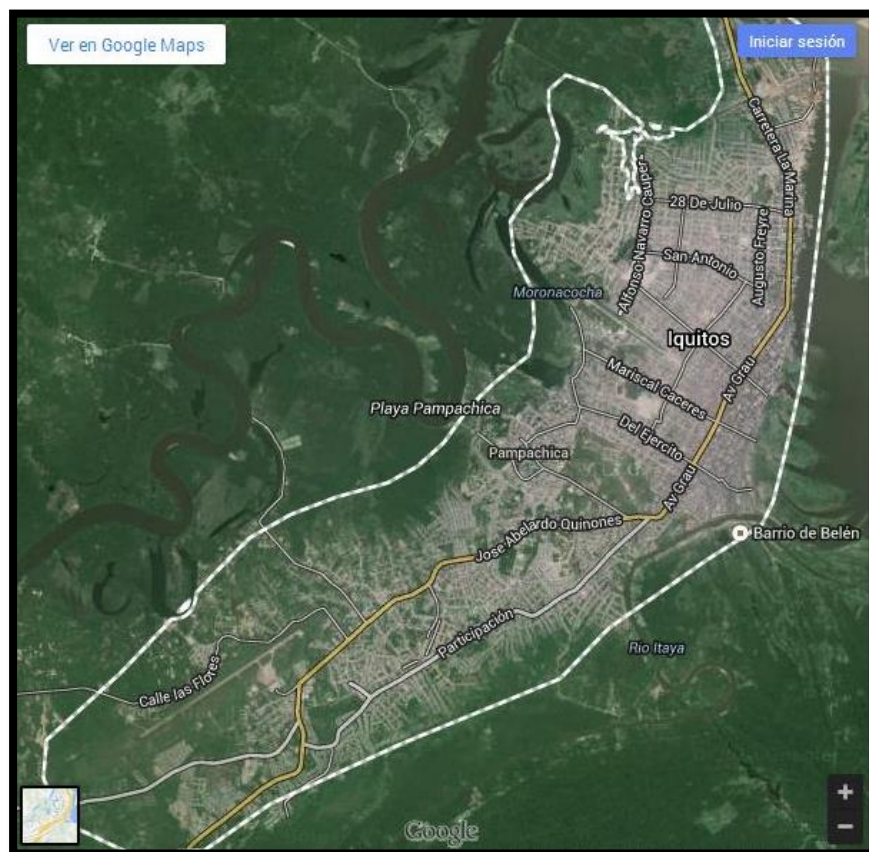 Ver en Google Maps
Iniciar sesión
Carretera La Marina
Alfonso Navarro Cauper
28 De Julio
Augusto Freyre
San Antonio
Moronacocha
Iquitos
Mariscal Caceres
Av Grau
Playa Pampachica
Del Ejercito
Pampachica
Av Grau
Jose Abelardo Quinones
Barrio de Belén
Participación
Rio Itaya
Calle las Flores
+
−
Google